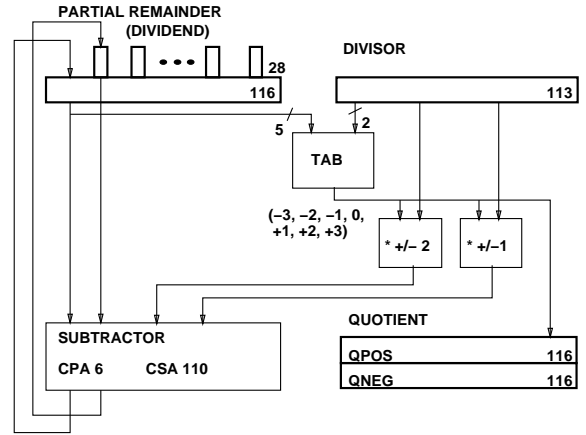 PARTIAL REMAINDER
(DIVIDEND)
DIVISOR
28
116
113
5
2
TAB
(−3, −2, −1, 0,
+1, +2, +3)
* +/− 2
* +/−1
SUBTRACTOR
CPA 6 CSA 110
QUOTIENT
QPOS 116
QNEG 116